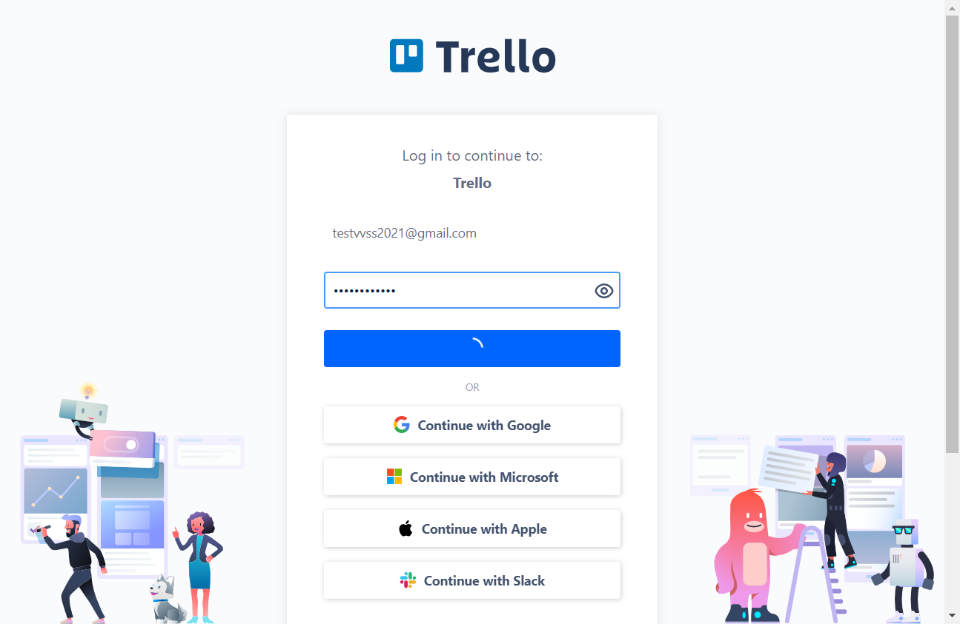 Trello
Log in to continue to:
Trello
testvvss2021@gmail.com
••••••••••••
OR
Continue with Google
Continue with Microsoft
Continue with Apple
Continue with Slack